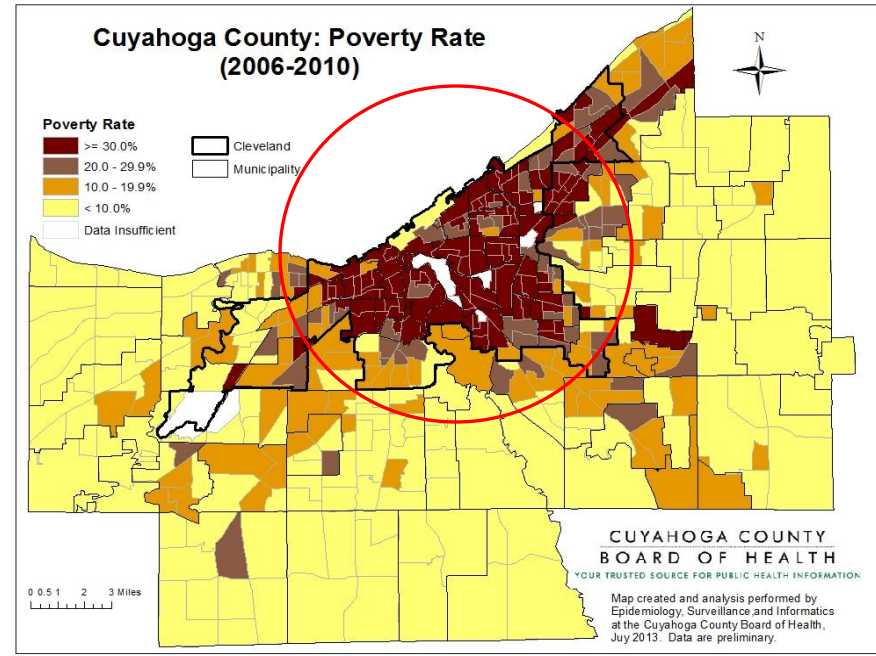 Cuyahoga County: Poverty Rate
(2006-2010)
N
Poverty Rate
>= 30.0%
20.0 - 29.9%
10.0 - 19.9%
< 10.0%
Data Insufficient
Cleveland
Municipality
0 0.5 1 2 3 Miles
CUYAHOGA COUNTY
BOARD OF HEALTH
YOUR TRUSTED SOURCE FOR PUBLIC HEALTH INFORMATION
Map created and analysis performed by
Epidemiology, Surveillance,and Informatics
at the Cuyahoga County Board of Health,
Juy 2013. Data are preliminary.